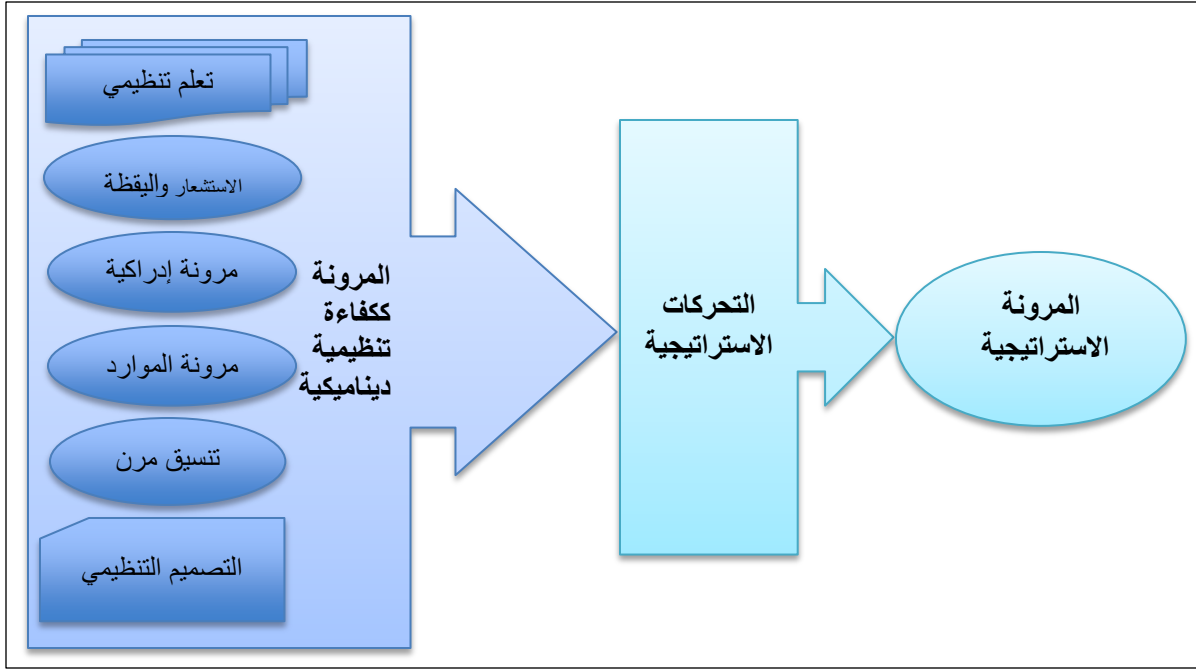 تعلم تنظيمي
الاستشعار واليقظة
مرونة إدراكية
مرونة الموارد
تنسيق مرن
التصميم التنظيمي
المرونة
ككفاءة
تنظيمية
ديناميكية
التحركات
الاستراتيجية
المرونة
الاستراتيجية